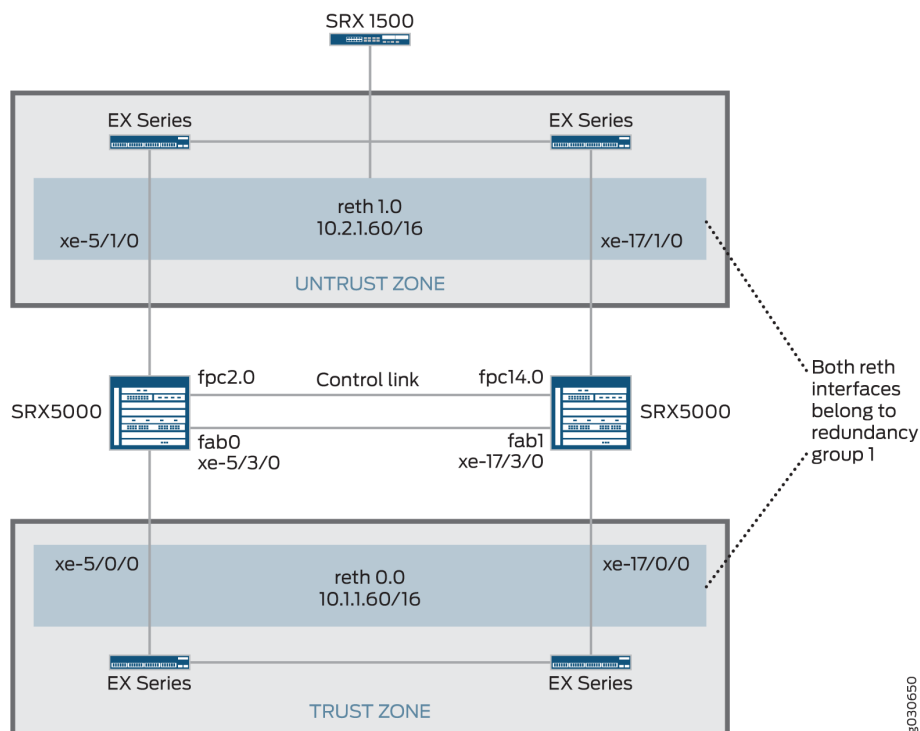 SRX 1500
EX Series
EX Series
reth 1.0
10.2.1.60/16
xe-5/1/0
xe-17/1/0
UNTRUST ZONE
fpc2.0
Control link
fpc14.0
SRX5000
SRX5000
fab0
xe-5/3/0
fab1
xe-17/3/0
Both reth
interfaces
belong to
redundancy
group 1
xe-5/0/0
xe-17/0/0
reth 0.0
10.1.1.60/16
EX Series
EX Series
TRUST ZONE
g030650